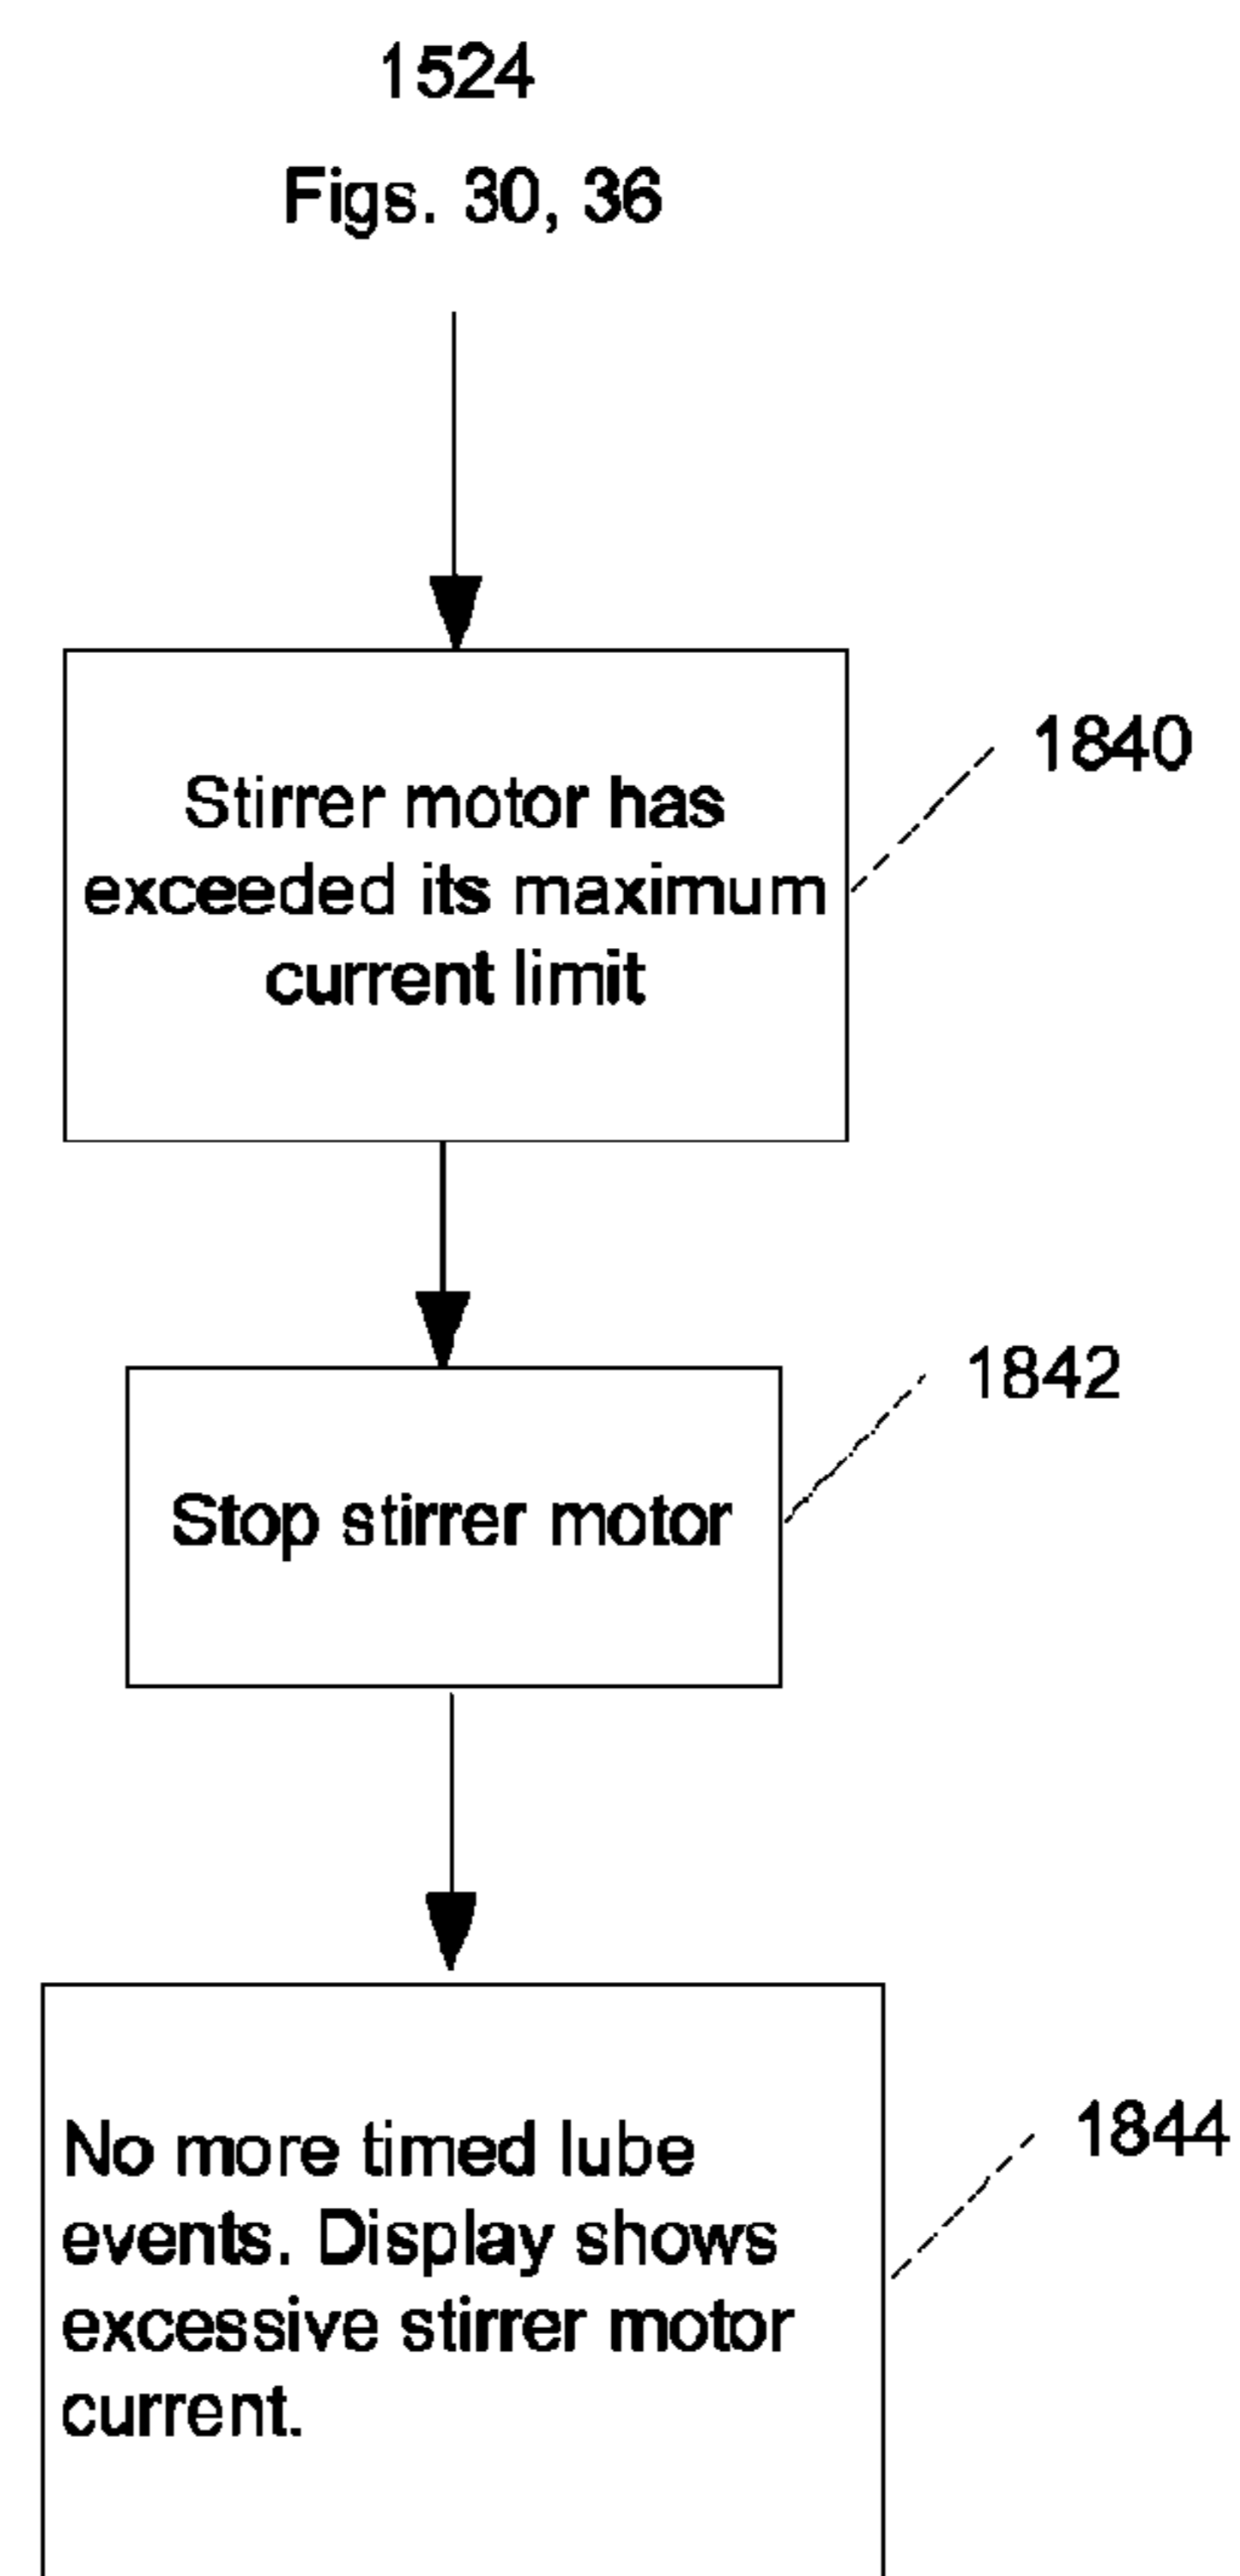 1524
Figs. 30, 36
Stirrer motor has
exceeded its maximum
current limit
1840
Stop stirrer motor
1842
No more timed lube
events. Display shows
excessive stirrer motor
current.
1844